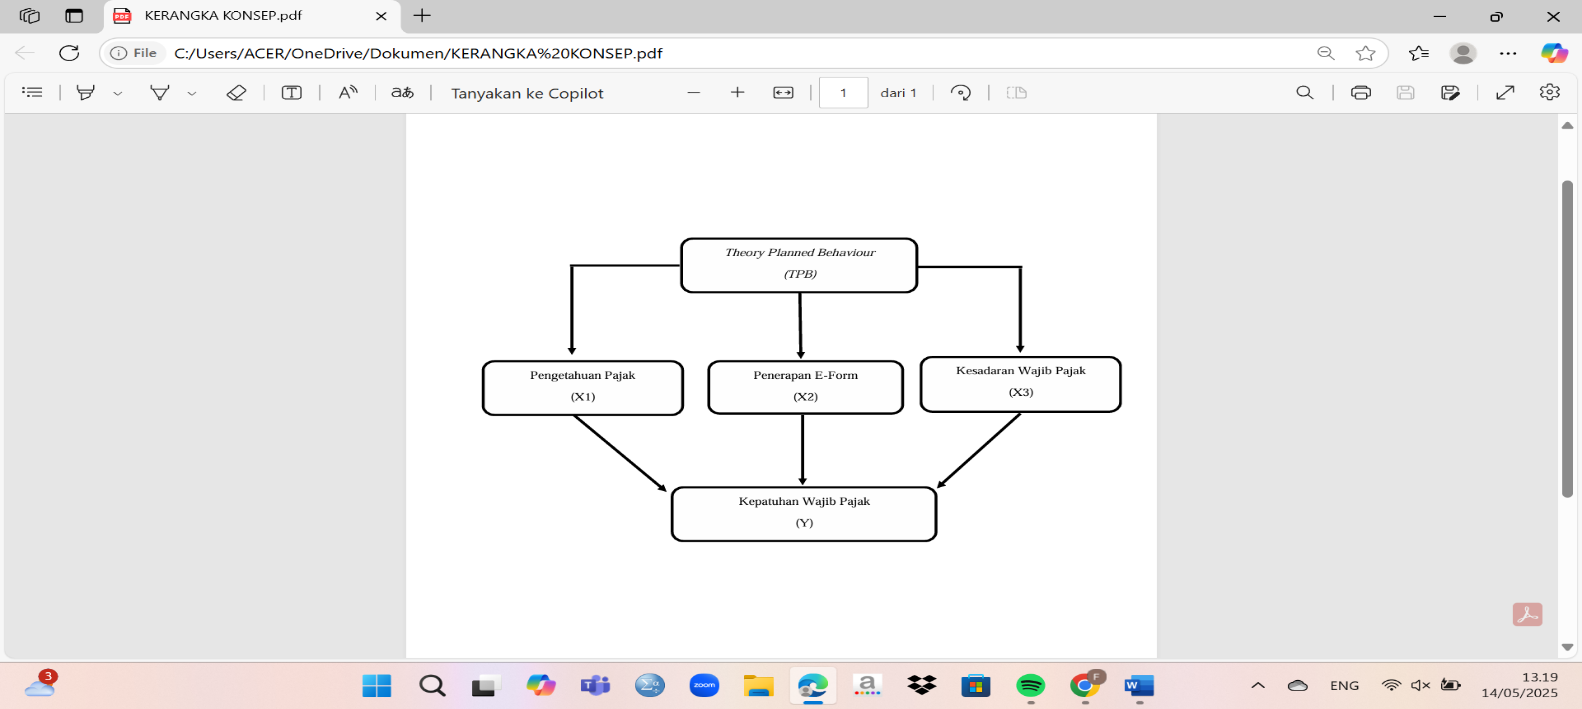 KERANGKA KONSEP.pdf
File
C:/Users/ACER/OneDrive/Dokumen/KERANGKA%20KONSEP.pdf
Tanyakan ke Copilot
1
dari 1
Theory Planned Behaviour
(TPB)
Pengetahuan Pajak
(X1)
Penerapan E-Form
(X2)
Kesadaran Wajib Pajak
(X3)
Kepatuhan Wajib Pajak
(Y)
3
zoom
ENG
13.19
14/05/2025